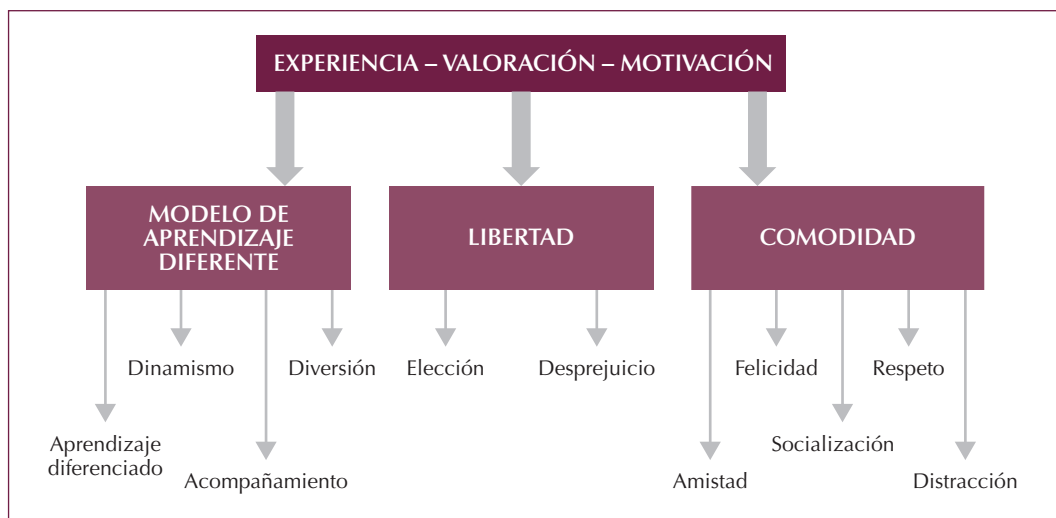 EXPERIENCIA – VALORACIÓN – MOTIVACIÓN
MODELO DE
APRENDIZAJE
DIFERENTE
LIBERTAD
COMODIDAD
Dinamismo
Diversión
Elección
Desprejuicio
Felicidad
Respeto
Aprendizaje
diferenciado
Socialización
Acompañamiento
Amistad
Distracción